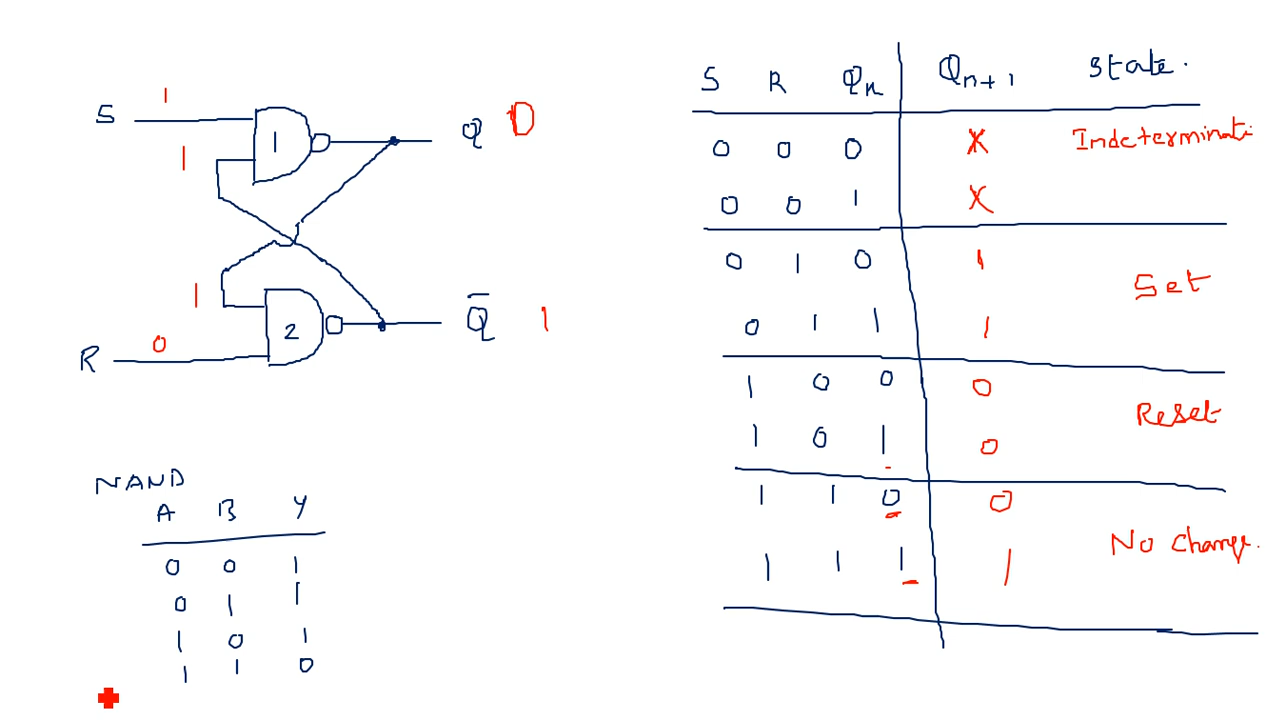 S 1 1 1 Q 0
1 2 Q̅ 1
R 0
NAND
A B Y
0 0 1
0 1 1
1 0 1
1 1 0
S R Qn Qn+1 State.
0 0 0 X Indeterminati
0 0 1 X
0 1 0 1 Set
0 1 1 1
1 0 0 0 Reset
1 0 1 0
1 1 0 0 No Change.
1 1 1 1